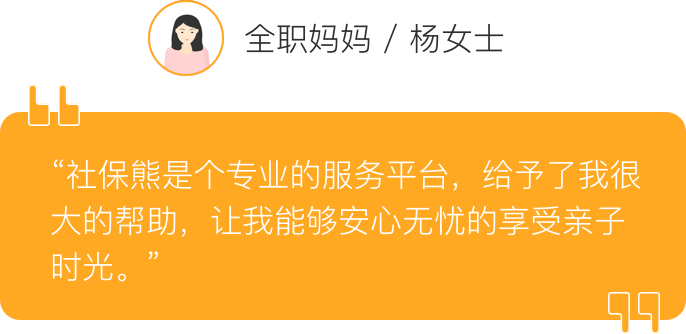 全职妈妈 / 杨女士
“社保熊是个专业的服务平台，给予了我很
大的帮助，让我能够安心无忧的享受亲子
时光。”